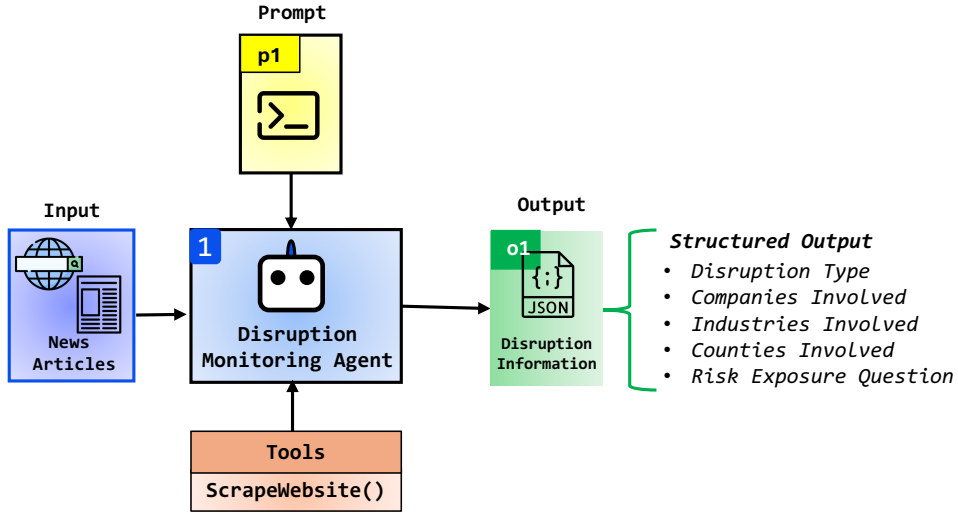 Prompt
p1
Input
News
Articles
1
Disruption
Monitoring Agent
Tools
ScrapeWebsite()
Output
o1
{;}
JSON
Disruption
Information
Structured Output
• Disruption Type
• Companies Involved
• Industries Involved
• Counties Involved
• Risk Exposure Question